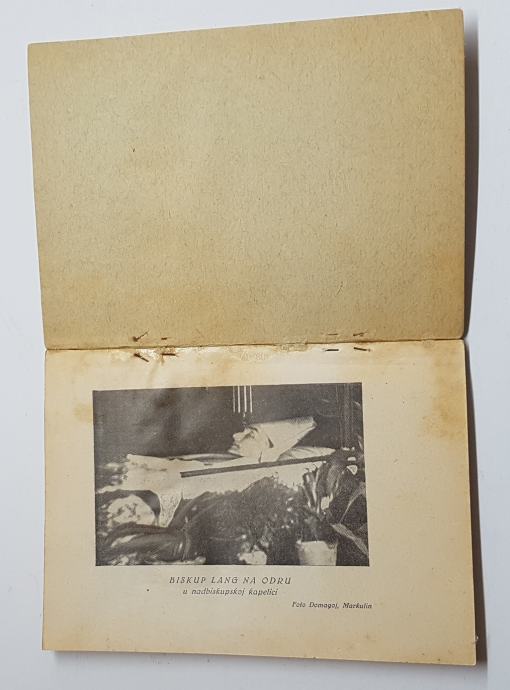 BISKUP LANG NA ODRU
u nadbiskupskoj kapelici
Foto Domagoj, Markulin